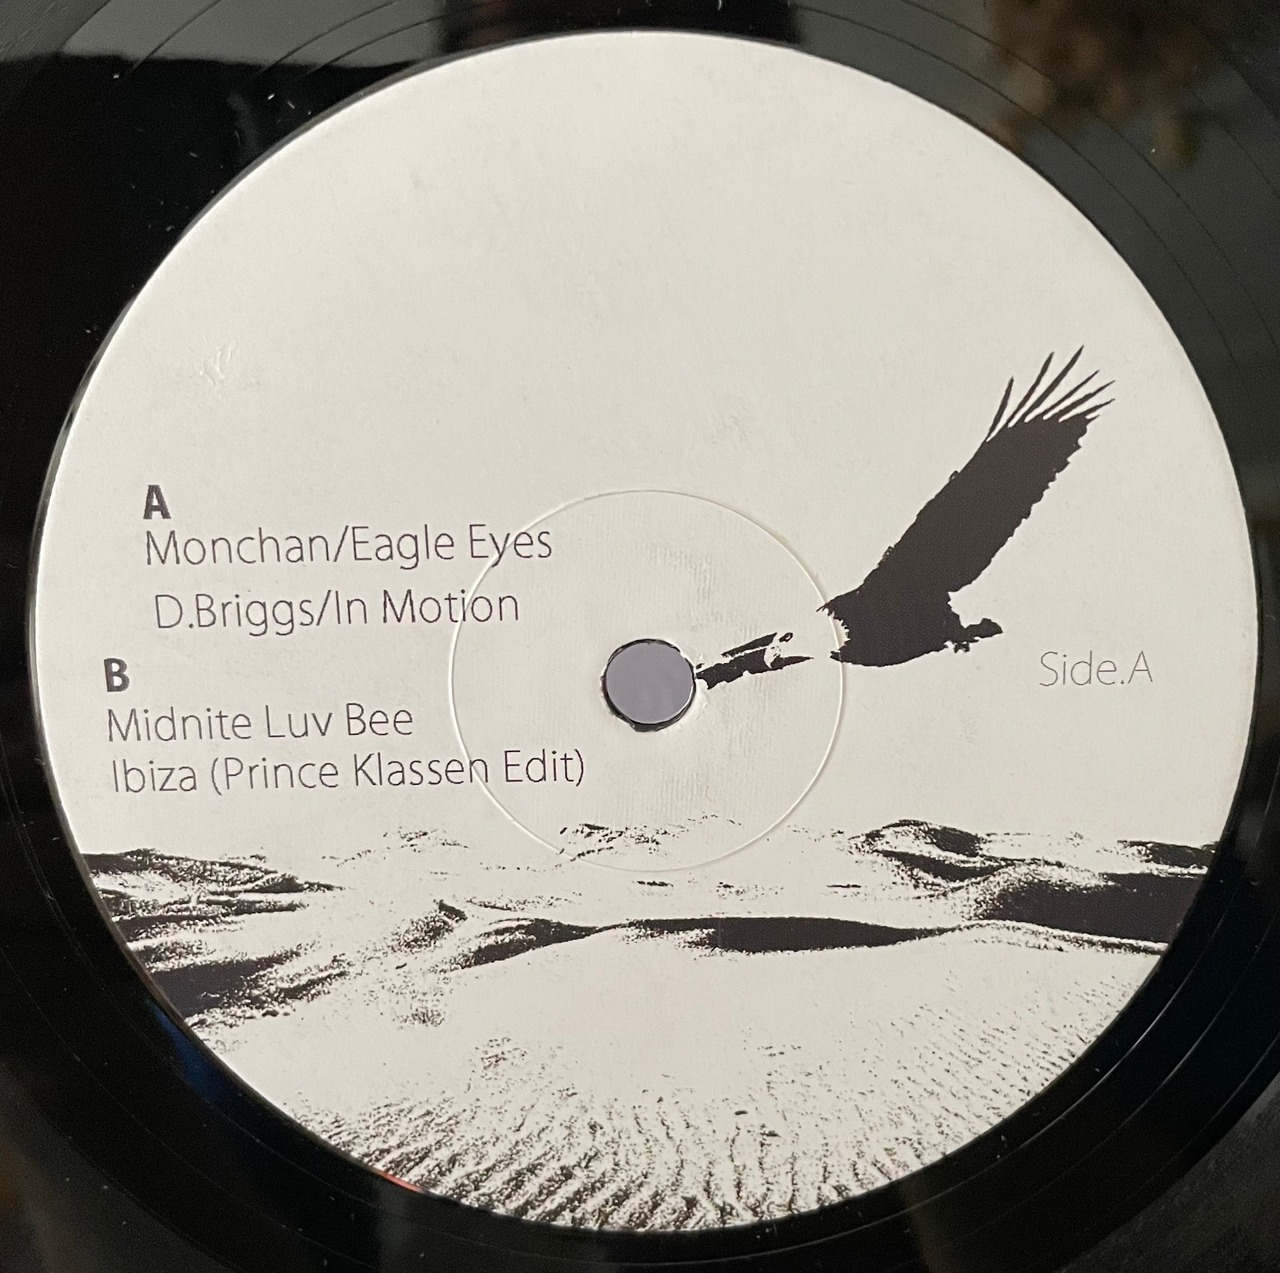 A
Monchan/Eagle Eyes
D.Briggs/In Motion
B
Midnite Luv Bee
Ibiza (Prince Klassen Edit)
Side.A